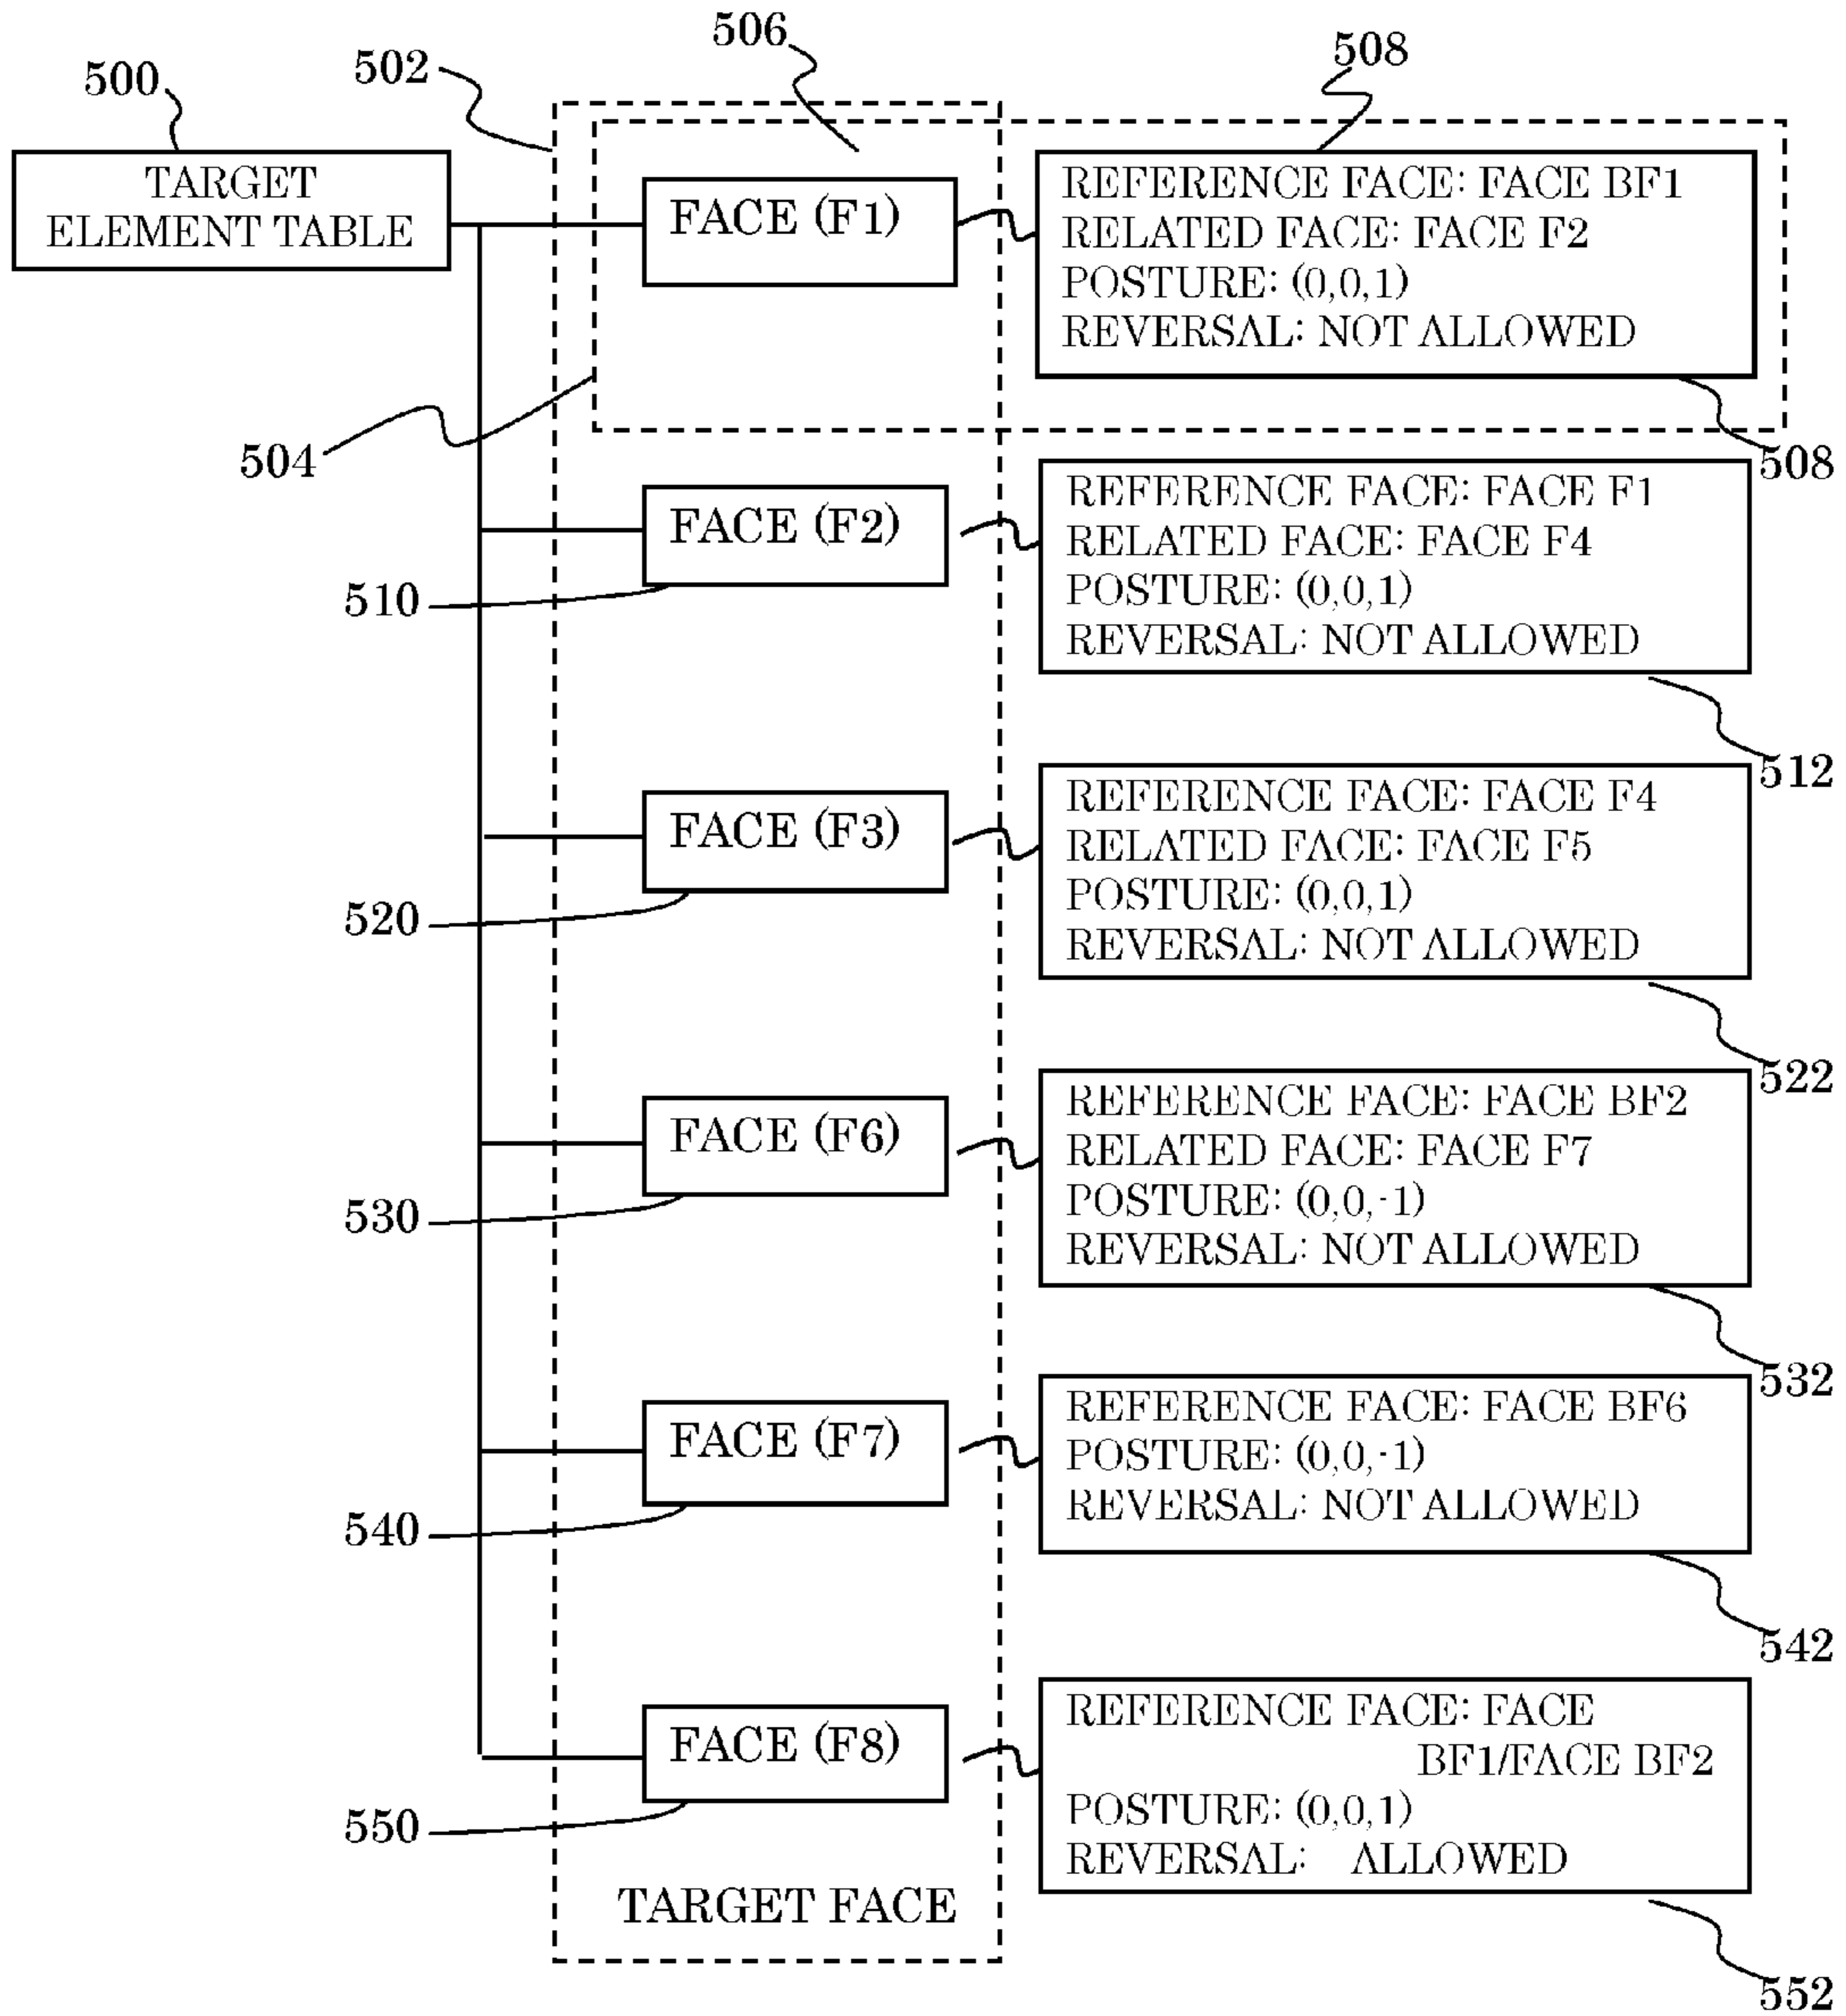 506
508
502
500
TARGET
ELEMENT TABLE
FACE (F1)
REFERENCE FACE: FACE BF1
RELATED FACE: FACE F2
POSTURE: (0,0,1)
REVERSAL: NOT ALLOWED
504
508
FACE (F2)
REFERENCE FACE: FACE F1
RELATED FACE: FACE F4
POSTURE: (0,0,1)
REVERSAL: NOT ALLOWED
510
512
FACE (F3)
REFERENCE FACE: FACE F4
RELATED FACE: FACE F5
POSTURE: (0,0,1)
REVERSAL: NOT ALLOWED
520
522
FACE (F6)
REFERENCE FACE: FACE BF2
RELATED FACE: FACE F7
POSTURE: (0,0,-1)
REVERSAL: NOT ALLOWED
530
532
FACE (F7)
REFERENCE FACE: FACE BF6
POSTURE: (0,0,-1)
REVERSAL: NOT ALLOWED
540
542
FACE (F8)
REFERENCE FACE: FACE
BF1/FACE BF2
POSTURE: (0,0,1)
REVERSAL: ALLOWED
550
TARGET FACE
552